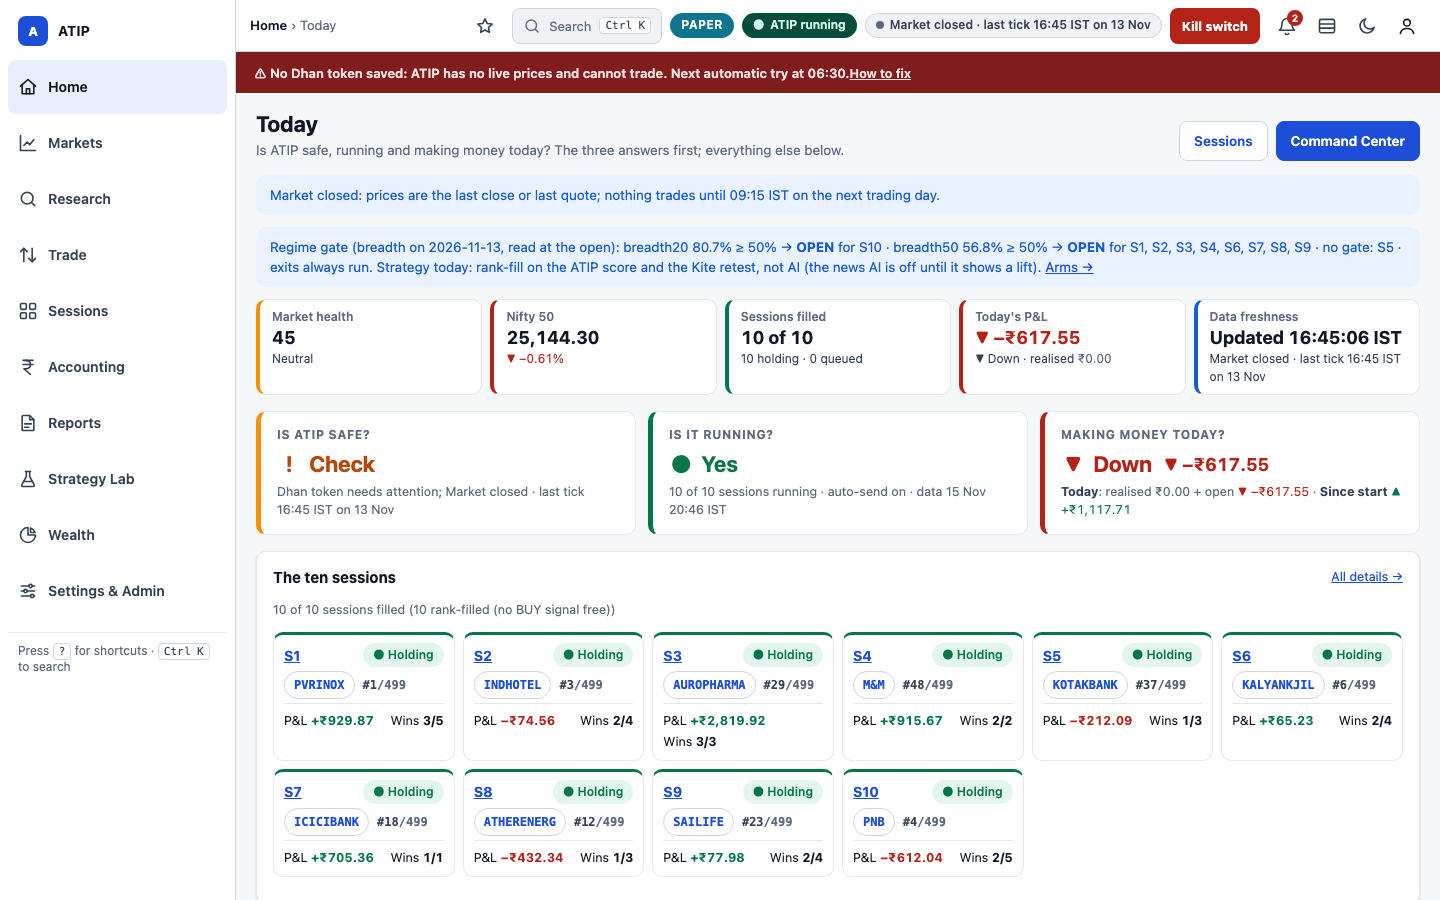 A ATIP
Home
Markets
Research
Trade
Sessions
Accounting
Reports
Strategy Lab
Wealth
Settings & Admin
Press ? for shortcuts · Ctrl K
to search
Home › Today
Search Ctrl K
PAPER
ATIP running
Market closed · last tick 16:45 IST on 13 Nov
Kill switch
2
⚠ No Dhan token saved: ATIP has no live prices and cannot trade. Next automatic try at 06:30.How to fix
Today
Is ATIP safe, running and making money today? The three answers first; everything else below.
Sessions
Command Center
Market closed: prices are the last close or last quote; nothing trades until 09:15 IST on the next trading day.
Regime gate (breadth on 2026-11-13, read at the open): breadth20 80.7% ≥ 50% → OPEN for S10 · breadth50 56.8% ≥ 50% → OPEN for S1, S2, S3, S4, S6, S7, S8, S9 · no gate: S5 ·
exits always run. Strategy today: rank-fill on the ATIP score and the Kite retest, not AI (the news AI is off until it shows a lift). Arms →
Market health
45
Neutral
Nifty 50
25,144.30
▼ −0.61%
Sessions filled
10 of 10
10 holding · 0 queued
Today's P&L
▼ −₹617.55
▼ Down · realised ₹0.00
Data freshness
Updated 16:45:06 IST
Market closed · last tick 16:45 IST
on 13 Nov
IS ATIP SAFE?
! Check
Dhan token needs attention; Market closed · last tick
16:45 IST on 13 Nov
IS IT RUNNING?
● Yes
10 of 10 sessions running · auto-send on · data 15 Nov
20:46 IST
MAKING MONEY TODAY?
▼ Down ▼ −₹617.55
Today: realised ₹0.00 + open ▼ −₹617.55 · Since start ▲
+₹1,117.71
The ten sessions
All details →
10 of 10 sessions filled (10 rank-filled (no BUY signal free))
S1 ● Holding
PVRINOX #1/499
P&L +₹929.87 Wins 3/5
S2 ● Holding
INDHOTEL #3/499
P&L −₹74.56 Wins 2/4
S3 ● Holding
AUROPHARMA #29/499
P&L +₹2,819.92
Wins 3/3
S4 ● Holding
M&M #48/499
P&L +₹915.67 Wins 2/2
S5 ● Holding
KOTAKBANK #37/499
P&L −₹212.09 Wins 1/3
S6 ● Holding
KALYANKJIL #6/499
P&L +₹65.23 Wins 2/4
S7 ● Holding
ICICIBANK #18/499
P&L +₹705.36 Wins 1/1
S8 ● Holding
ATHERENERG #12/499
P&L −₹432.34 Wins 1/3
S9 ● Holding
SAILIFE #23/499
P&L +₹77.98 Wins 2/4
S10 ● Holding
PNB #4/499
P&L −₹612.04 Wins 2/5